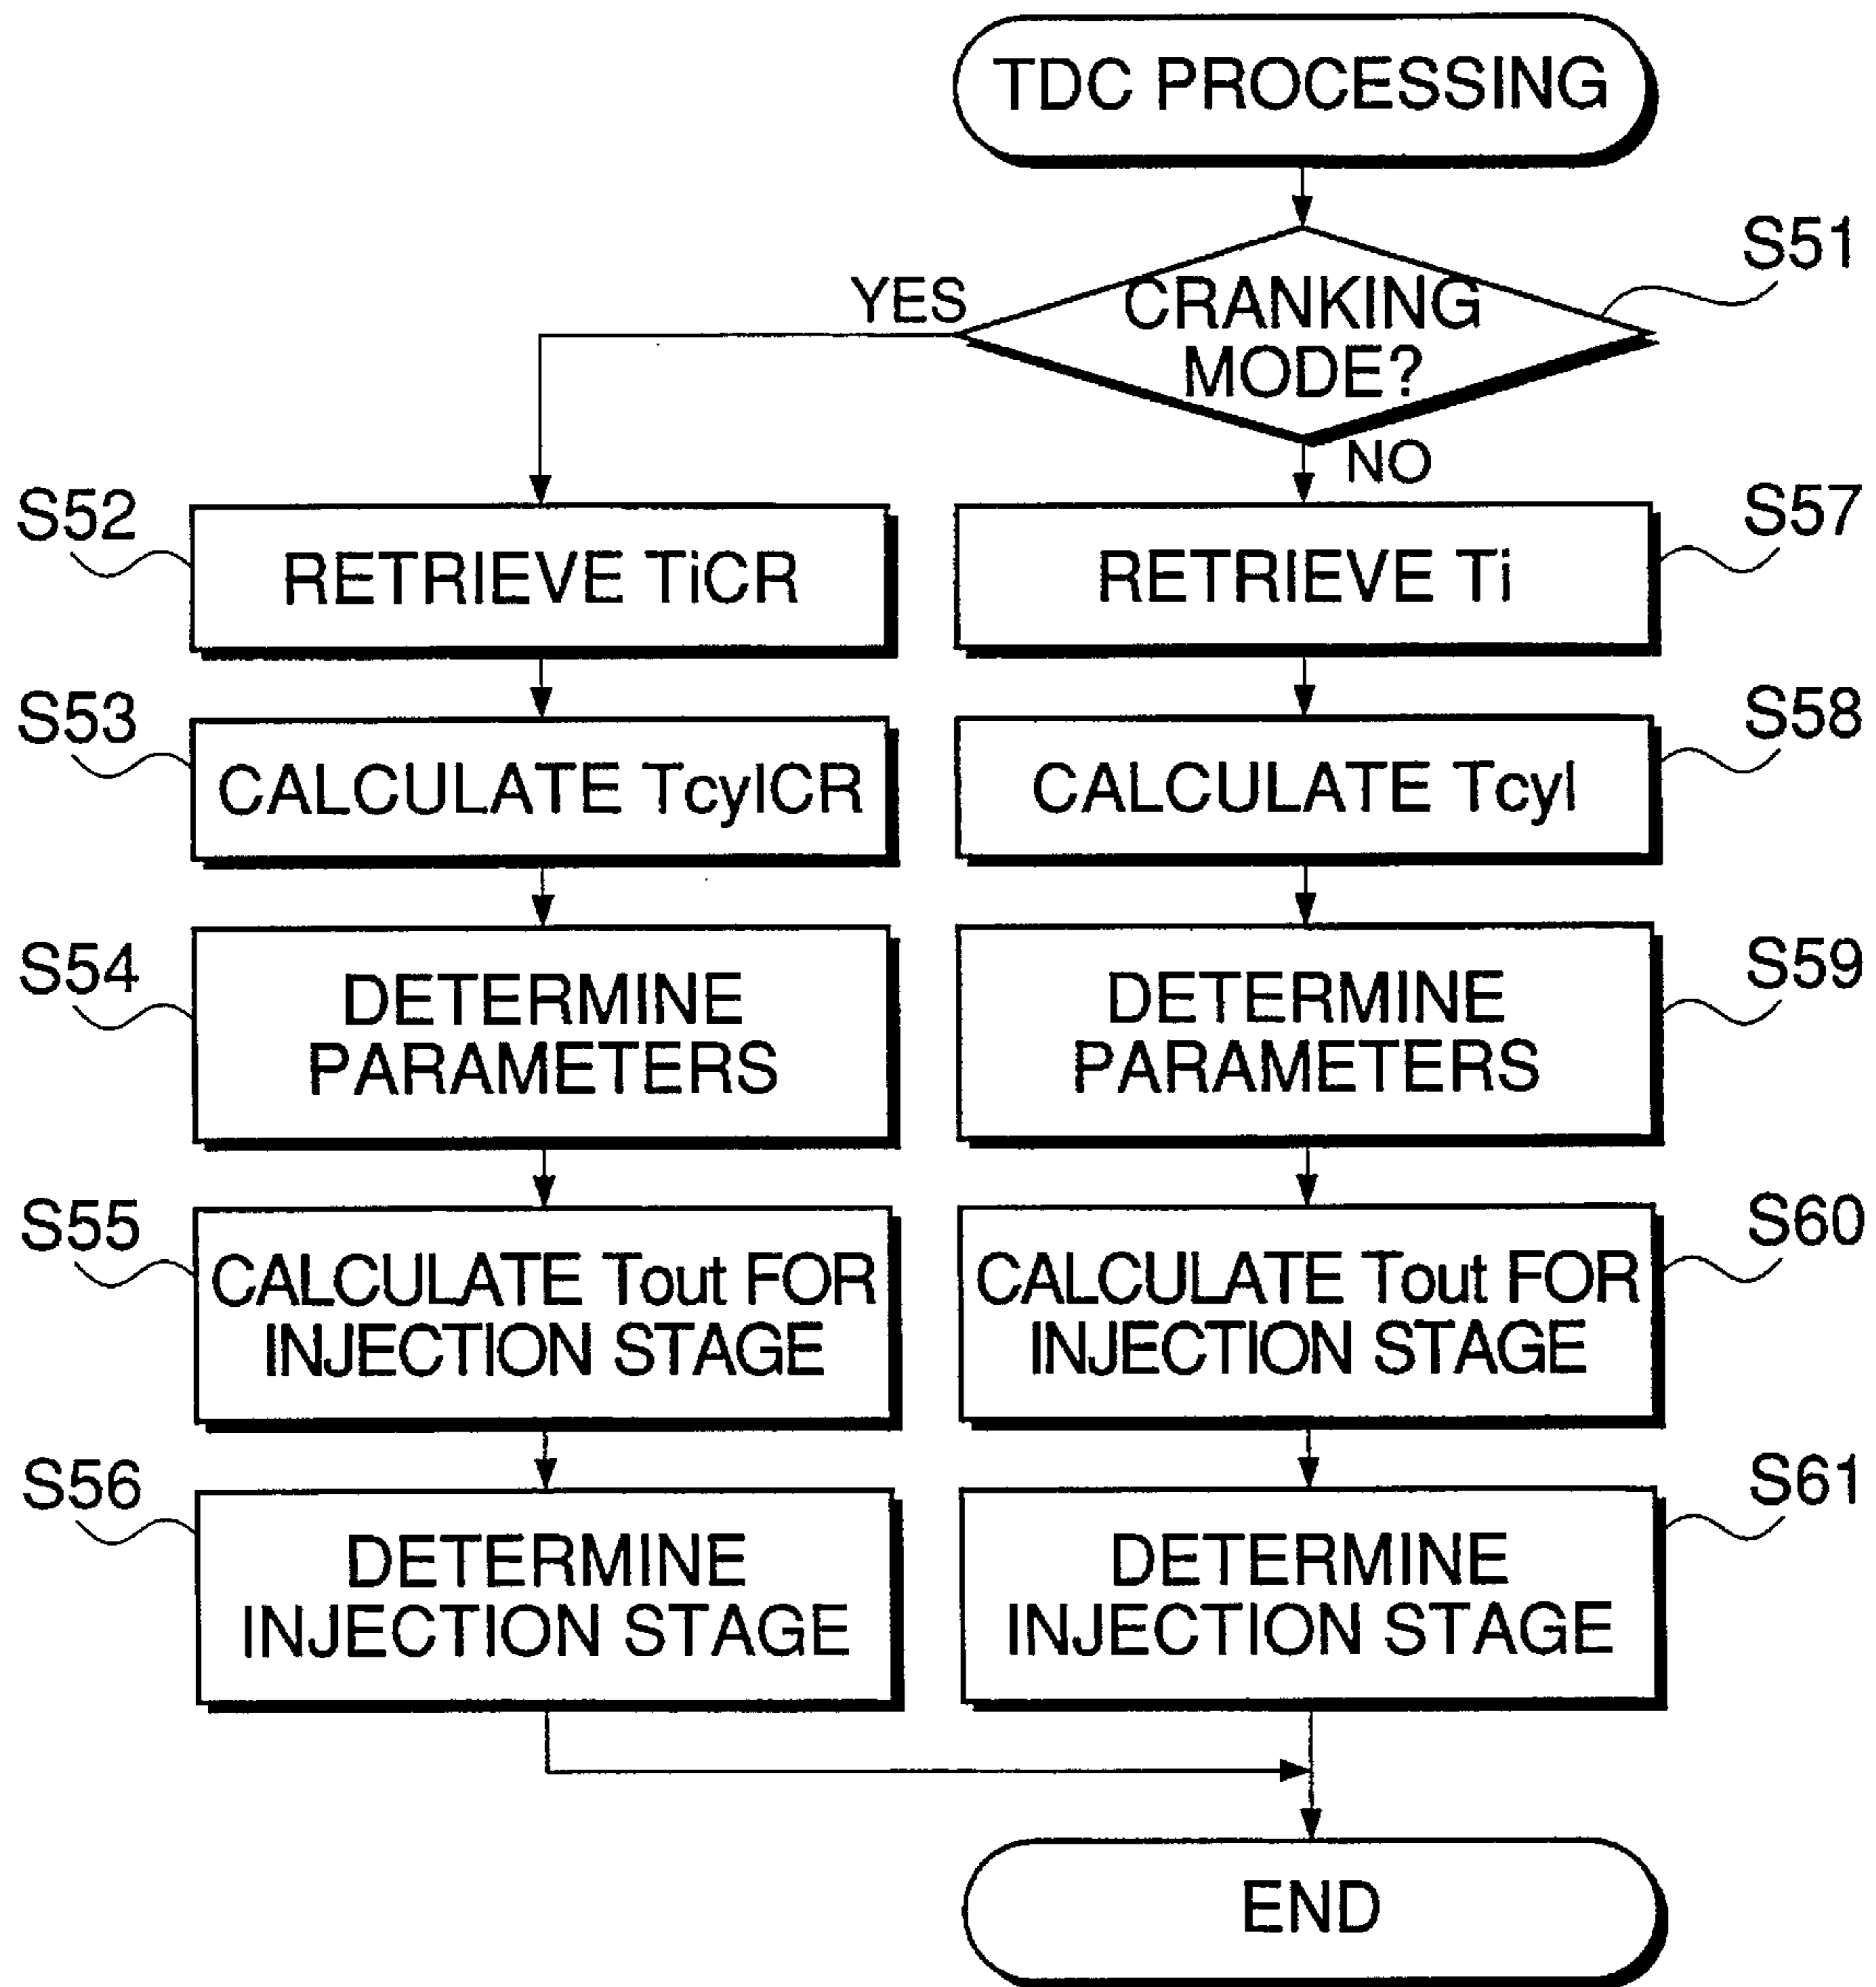 TDC PROCESSING
S51
CRANKING
MODE?
YES
NO
S52
RETRIEVE TiCR
S57
RETRIEVE Ti
S53
CALCULATE TcylCR
S58
CALCULATE Tcyl
S54
DETERMINE
PARAMETERS
S59
DETERMINE
PARAMETERS
S55
CALCULATE Tout FOR
INJECTION STAGE
S60
CALCULATE Tout FOR
INJECTION STAGE
S56
DETERMINE
INJECTION STAGE
S61
DETERMINE
INJECTION STAGE
END